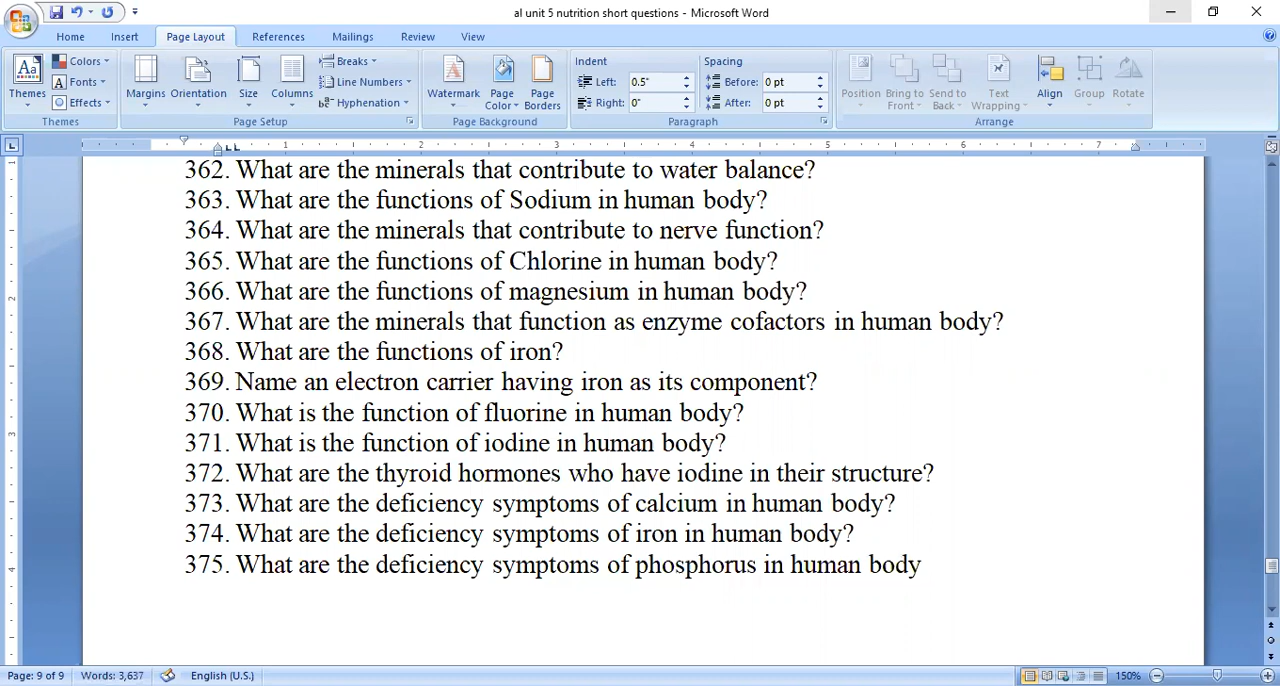 al unit 5 nutrition short questions - Microsoft Word
Home Insert Page Layout References Mailings Review View
Themes Colors Fonts Effects Margins Orientation Size Columns Breaks Line Numbers Hyphenation Watermark Page Color Page Borders Indent Left: 0.5" Right: 0" Spacing Before: 0 pt After: 0 pt Position Bring to Front Send to Back Text Wrapping Align Group Rotate
Themes Page Setup Page Background Paragraph Arrange
1 2 3 4 5 6 7
362. What are the minerals that contribute to water balance?
363. What are the functions of Sodium in human body?
364. What are the minerals that contribute to nerve function?
365. What are the functions of Chlorine in human body?
366. What are the functions of magnesium in human body?
367. What are the minerals that function as enzyme cofactors in human body?
368. What are the functions of iron?
369. Name an electron carrier having iron as its component?
370. What is the function of fluorine in human body?
371. What is the function of iodine in human body?
372. What are the thyroid hormones who have iodine in their structure?
373. What are the deficiency symptoms of calcium in human body?
374. What are the deficiency symptoms of iron in human body?
375. What are the deficiency symptoms of phosphorus in human body
Page: 9 of 9 Words: 3,637 English (U.S.) 150%